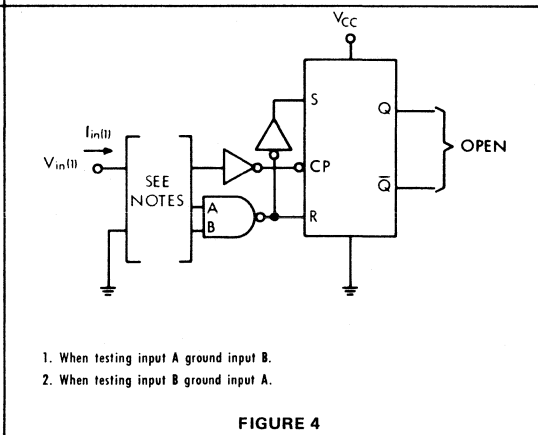 VCC
S
Q
Iin(1)
Vin(1)
SEE
NOTES
CP
OPEN
A
B
R
Q̅
1. When testing input A ground input B.
2. When testing input B ground input A.
FIGURE 4